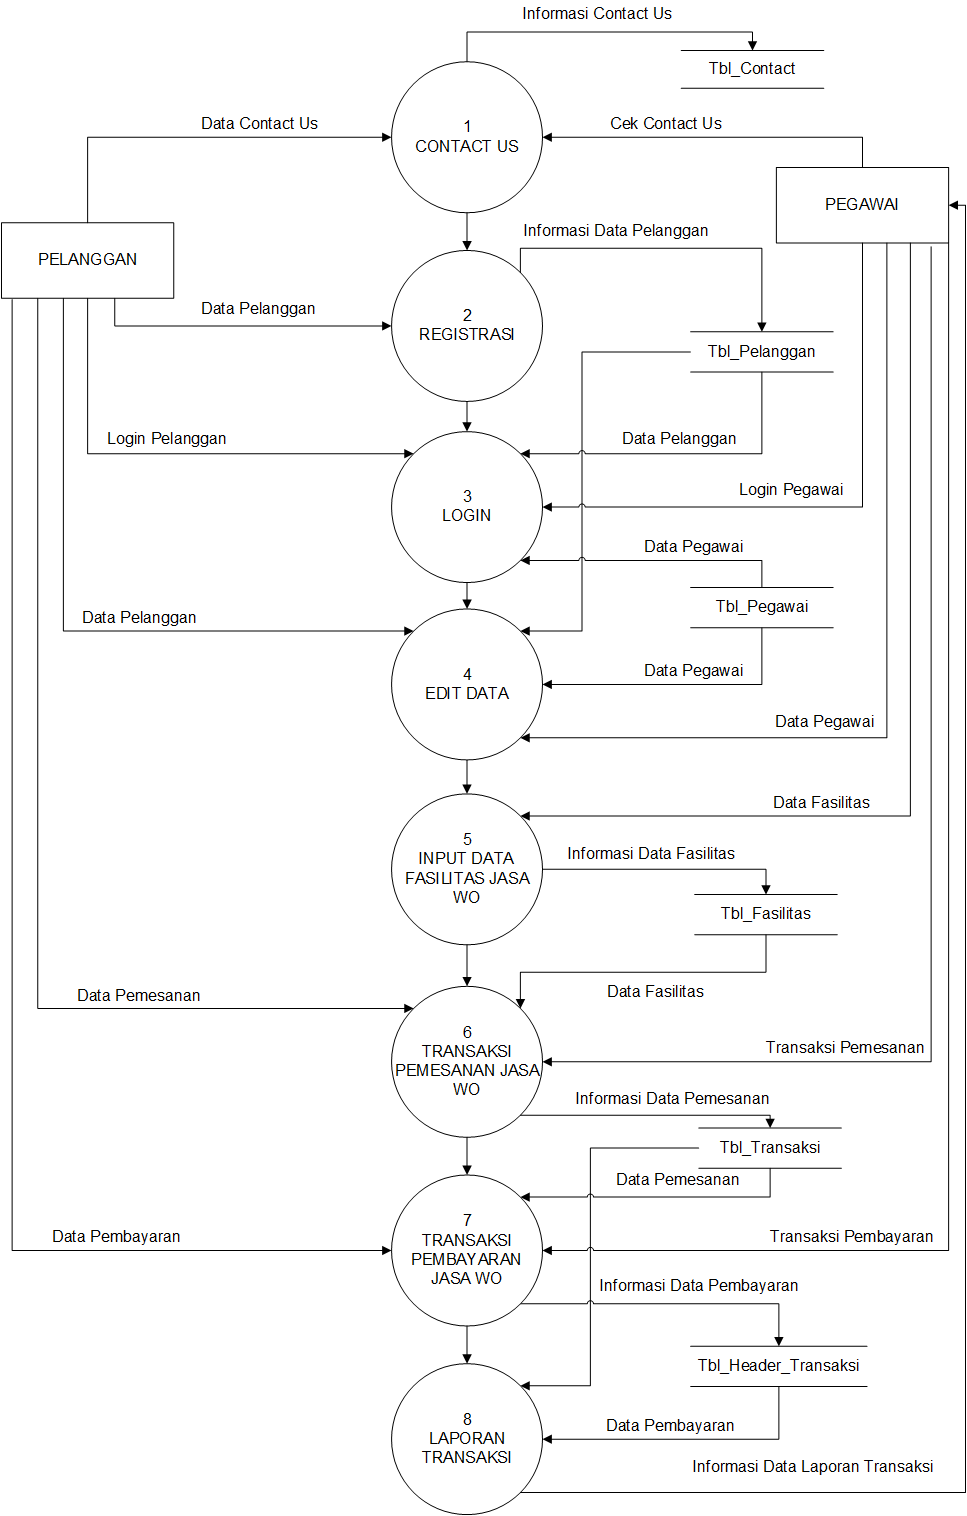 Informasi Contact Us
Tbl_Contact
Data Contact Us
Cek Contact Us
1
CONTACT US
PEGAWAI
PELANGGAN
Informasi Data Pelanggan
Data Pelanggan
2
REGISTRASI
Tbl_Pelanggan
Login Pelanggan
Data Pelanggan
3
LOGIN
Login Pegawai
Data Pegawai
Tbl_Pegawai
Data Pelanggan
4
EDIT DATA
Data Pegawai
Data Pegawai
Data Fasilitas
5
INPUT DATA
FASILITAS JASA
WO
Informasi Data Fasilitas
Tbl_Fasilitas
Data Fasilitas
Data Pemesanan
6
TRANSAKSI
PEMESANAN JASA
WO
Transaksi Pemesanan
Informasi Data Pemesanan
Tbl_Transaksi
Data Pemesanan
Data Pembayaran
7
TRANSAKSI
PEMBAYARAN
JASA WO
Transaksi Pembayaran
Informasi Data Pembayaran
Tbl_Header_Transaksi
8
LAPORAN
TRANSAKSI
Data Pembayaran
Informasi Data Laporan Transaksi